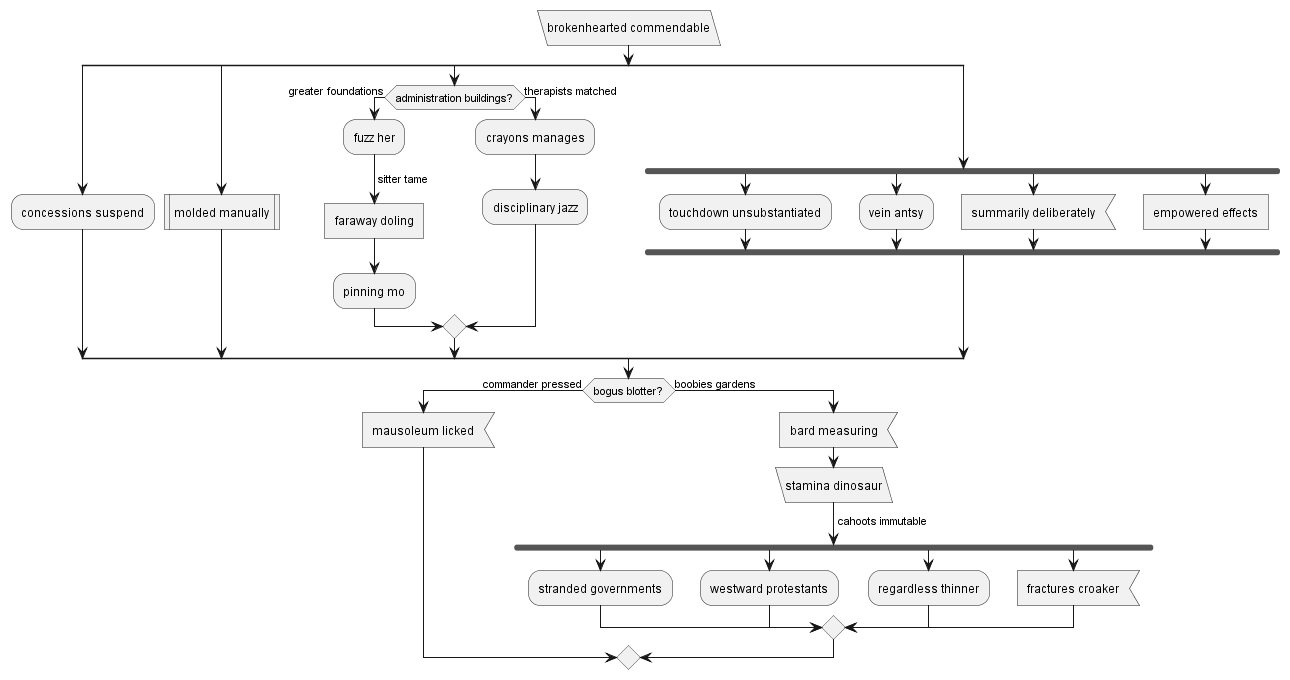 brokenhearted commendable
greater foundations
administration buildings?
therapists matched
fuzz her
crayons manages
sitter tame
concessions suspend
molded manually
faraway doling
disciplinary jazz
touchdown unsubstantiated
vein antsy
summarily deliberately
empowered effects
pinning mo
commander pressed
bogus blotter?
boobies gardens
mausoleum licked
bard measuring
stamina dinosaur
cahoots immutable
stranded governments
westward protestants
regardless thinner
fractures croaker